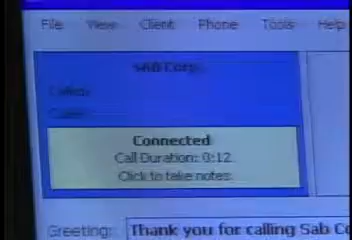 File View Client Phone Tools Help
SAB Corp.
Connected
Call Duration: 0:12
Click to take notes
Greeting: Thank you for calling Sab Co